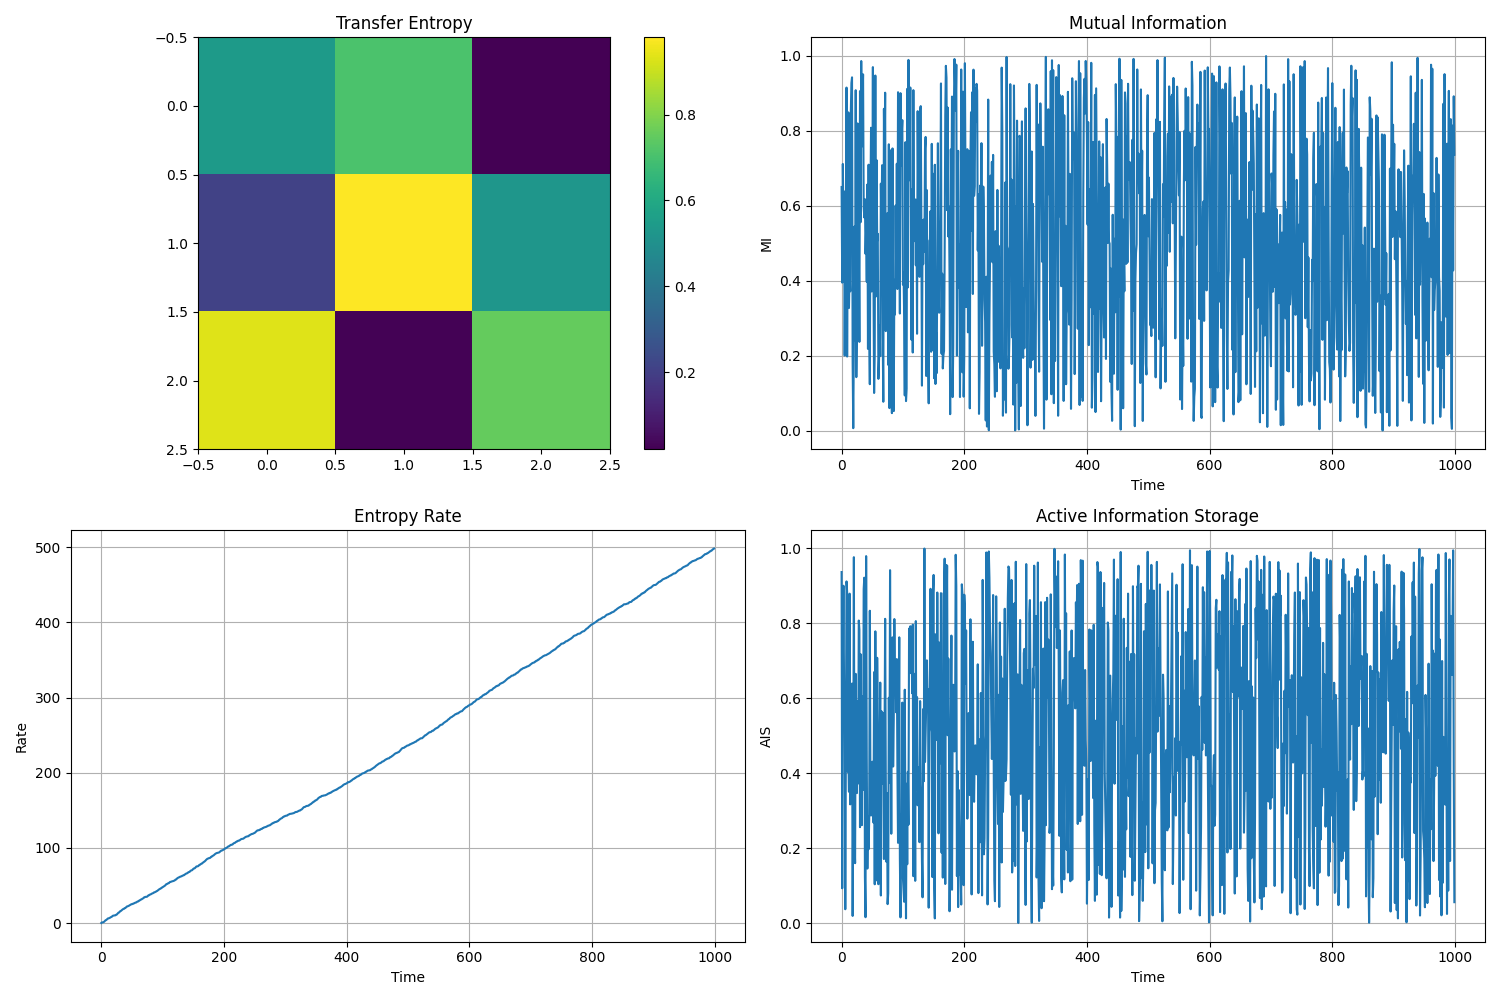 Transfer Entropy
−0.5
0.0
0.5
1.0
1.5
2.0
2.5
−0.5 0.0 0.5 1.0 1.5 2.0 2.5
0.8
0.6
0.4
0.2
Mutual Information
MI
1.0
0.8
0.6
0.4
0.2
0.0
0 200 400 600 800 1000
Time
Entropy Rate
Rate
500
400
300
200
100
0
0 200 400 600 800 1000
Time
Active Information Storage
AIS
1.0
0.8
0.6
0.4
0.2
0.0
0 200 400 600 800 1000
Time